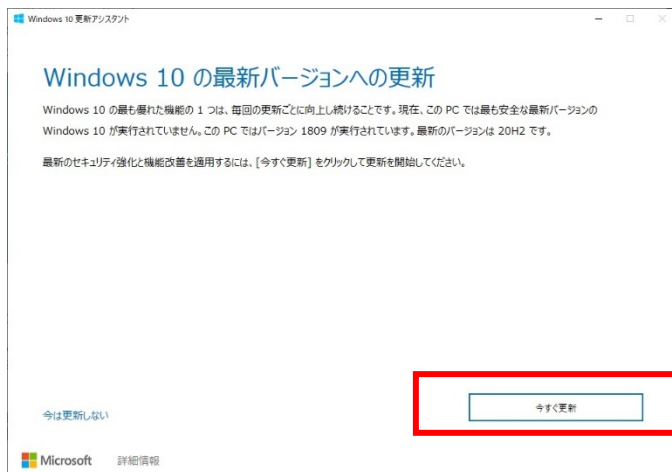 Windows 10 更新アシスタント
Windows 10 の最新バージョンへの更新
Windows 10 の最も優れた機能の 1 つは、毎回の更新ごとに向上し続けることです。現在、この PC では最も安全な最新バージョンの
Windows 10 が実行されていません。この PC ではバージョン 1809 が実行されています。最新のバージョンは 20H2 です。
最新のセキュリティ強化と機能改善を適用するには、[今すぐ更新] をクリックして更新を開始してください。
今すぐ更新
今は更新しない
Microsoft 詳細情報